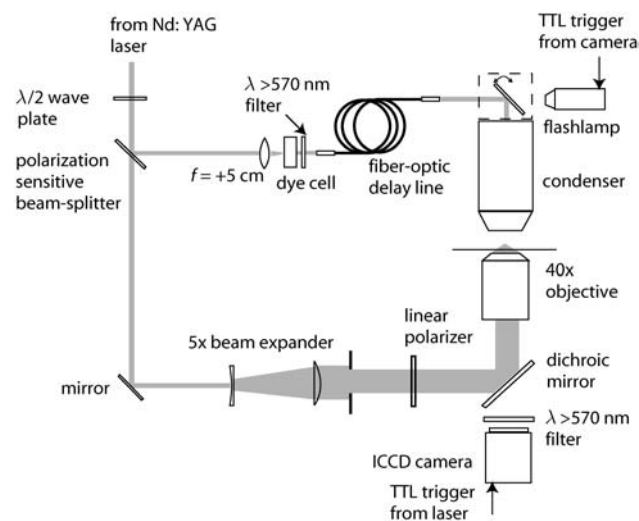 from Nd: YAG
laser
TTL trigger
from camera
λ/2 wave
plate
λ >570 nm
filter
flashlamp
polarization
sensitive
beam-splitter
f = +5 cm
dye cell
fiber-optic
delay line
condenser
40x
objective
linear
polarizer
5x beam expander
mirror
dichroic
mirror
λ >570 nm
filter
ICCD camera
TTL trigger
from laser